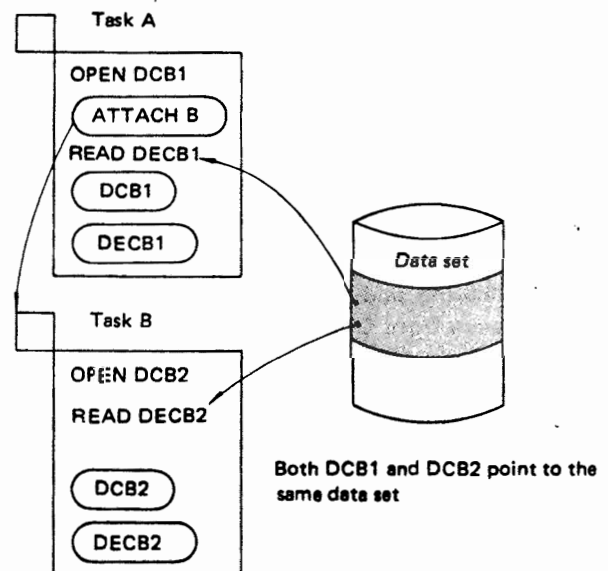 Task A
OPEN DCB1
ATTACH B
READ DECB1
DCB1
DECB1
Data set
Task B
OPEN DCB2
READ DECB2
DCB2
DECB2
Both DCB1 and DCB2 point to the
same data set